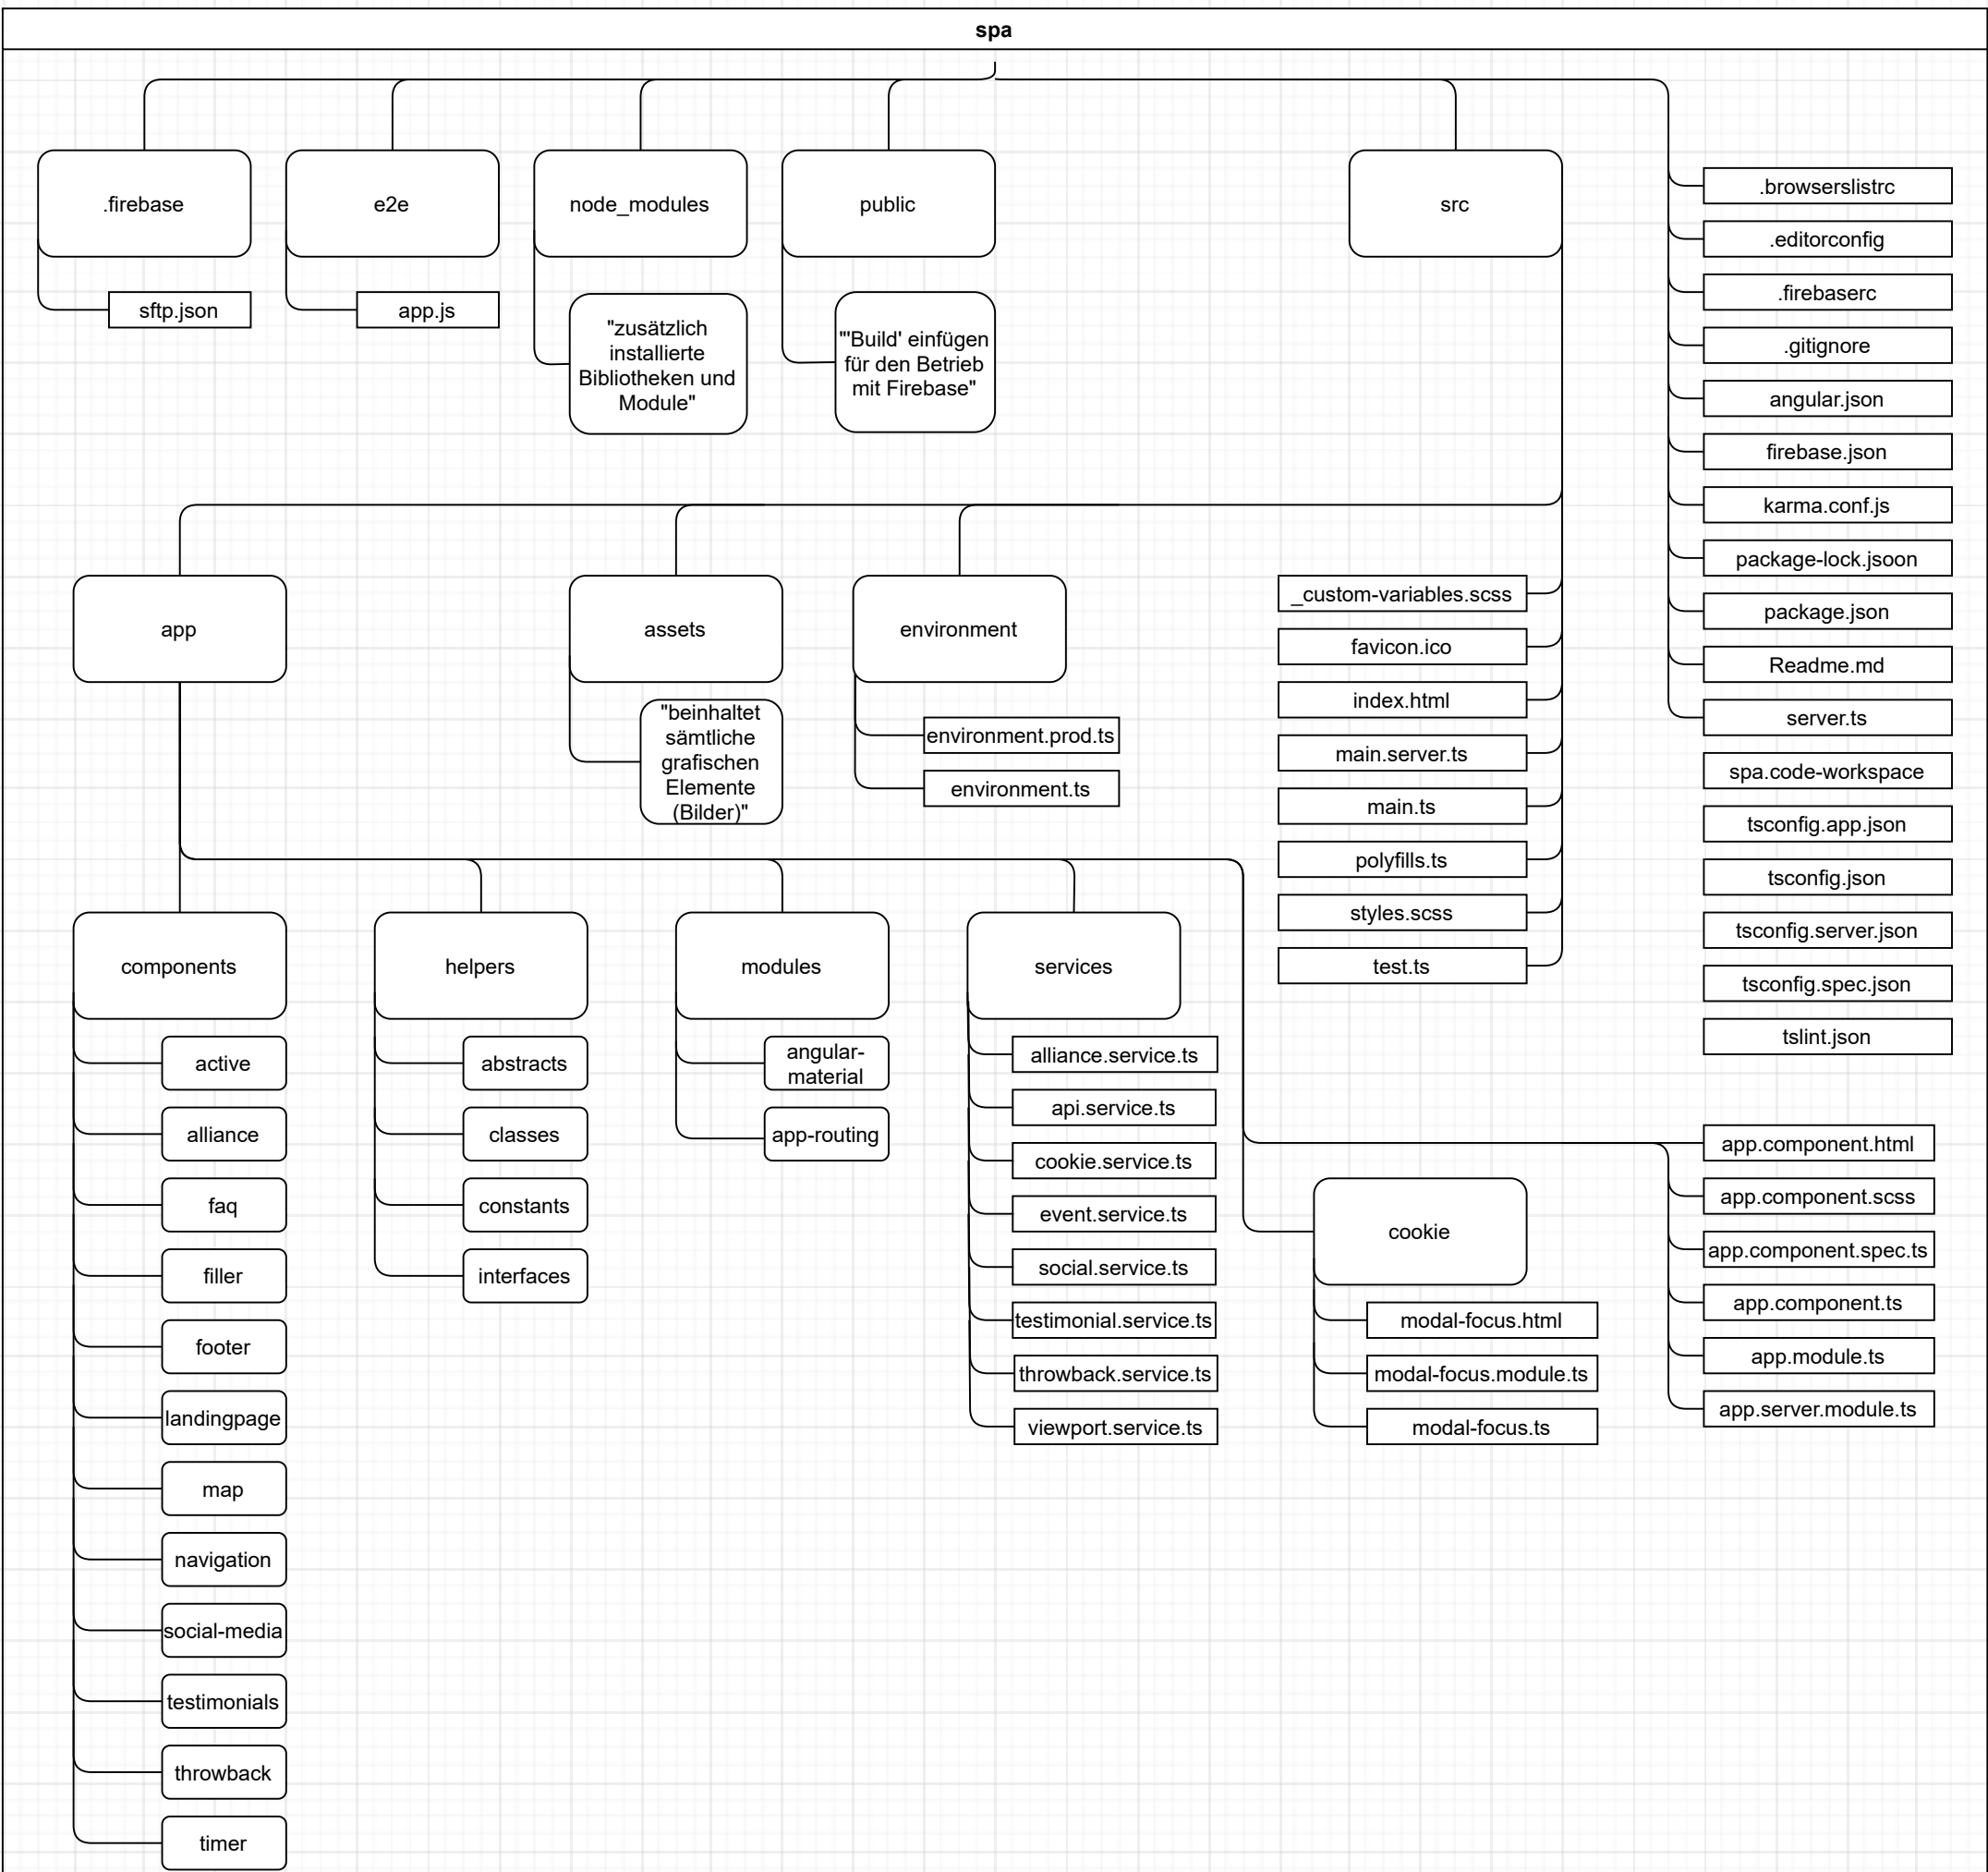 spa
.firebase
e2e
node_modules
public
src
sftp.json
app.js
"zusätzlich
installierte
Bibliotheken und
Module"
"'Build' einfügen
für den Betrieb
mit Firebase"
.browserslistrc
.editorconfig
.firebaserc
.gitignore
angular.json
firebase.json
karma.conf.js
package-lock.jsoon
package.json
Readme.md
server.ts
spa.code-workspace
tsconfig.app.json
tsconfig.json
tsconfig.server.json
tsconfig.spec.json
tslint.json
app
assets
environment
"beinhaltet
sämtliche
grafischen
Elemente
(Bilder)"
environment.prod.ts
environment.ts
_custom-variables.scss
favicon.ico
index.html
main.server.ts
main.ts
polyfills.ts
styles.scss
test.ts
components
helpers
modules
services
active
alliance
faq
filler
footer
landingpage
map
navigation
social-media
testimonials
throwback
timer
abstracts
classes
constants
interfaces
angular-
material
app-routing
alliance.service.ts
api.service.ts
cookie.service.ts
event.service.ts
social.service.ts
testimonial.service.ts
throwback.service.ts
viewport.service.ts
cookie
modal-focus.html
modal-focus.module.ts
modal-focus.ts
app.component.html
app.component.scss
app.component.spec.ts
app.component.ts
app.module.ts
app.server.module.ts